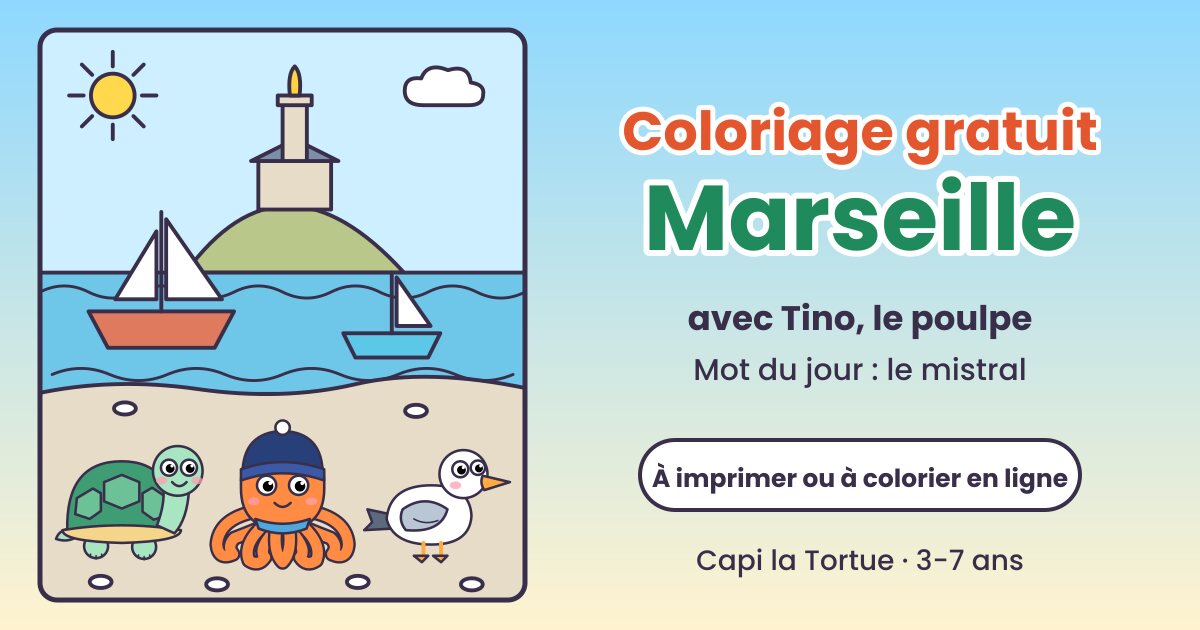 Coloriage gratuit
Marseille
avec Tino, le poulpe
Mot du jour : le mistral
À imprimer ou à colorier en ligne
Capi la Tortue · 3-7 ans